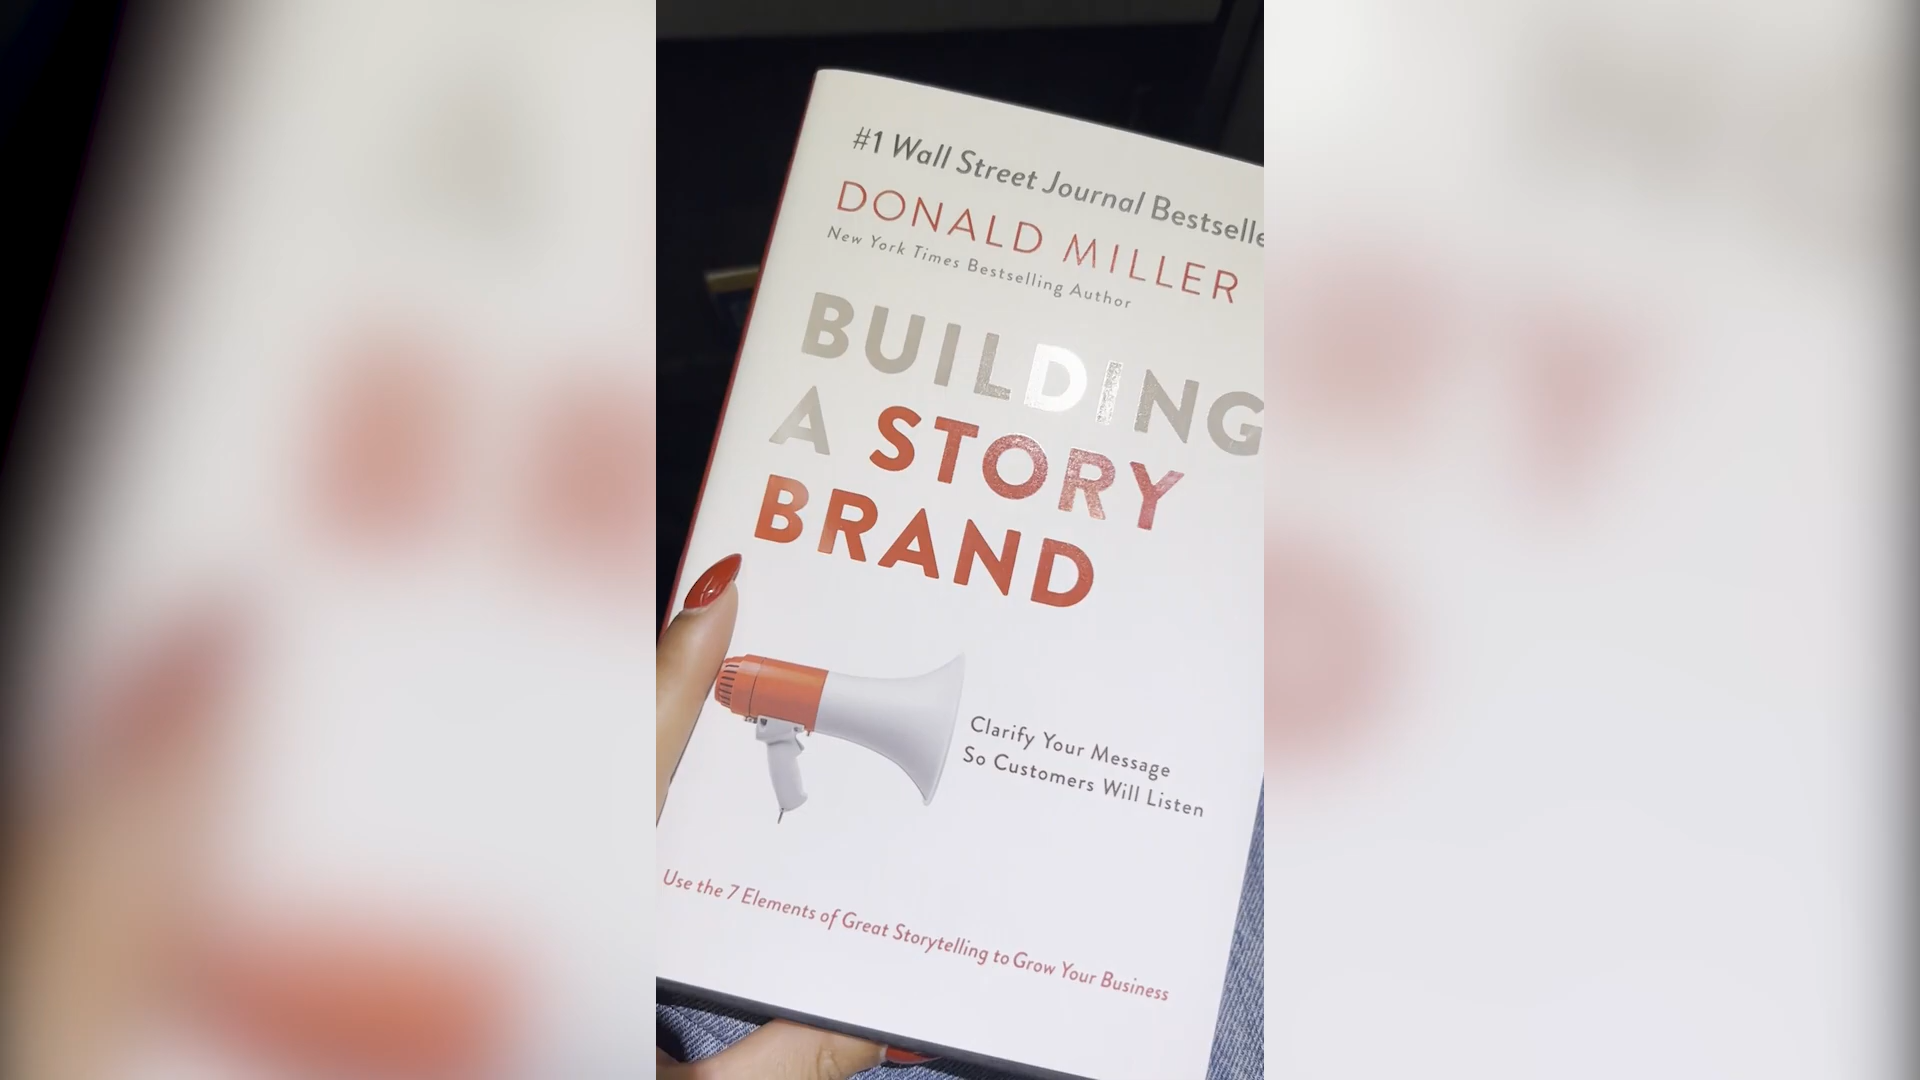 #1 Wall Street Journal Bestselle
DONALD MILLER
New York Times Bestselling Author
BUILDING
A STORY
BRAND
Clarify Your Message
So Customers Will Listen
Use the 7 Elements of Great Storytelling to Grow Your Business